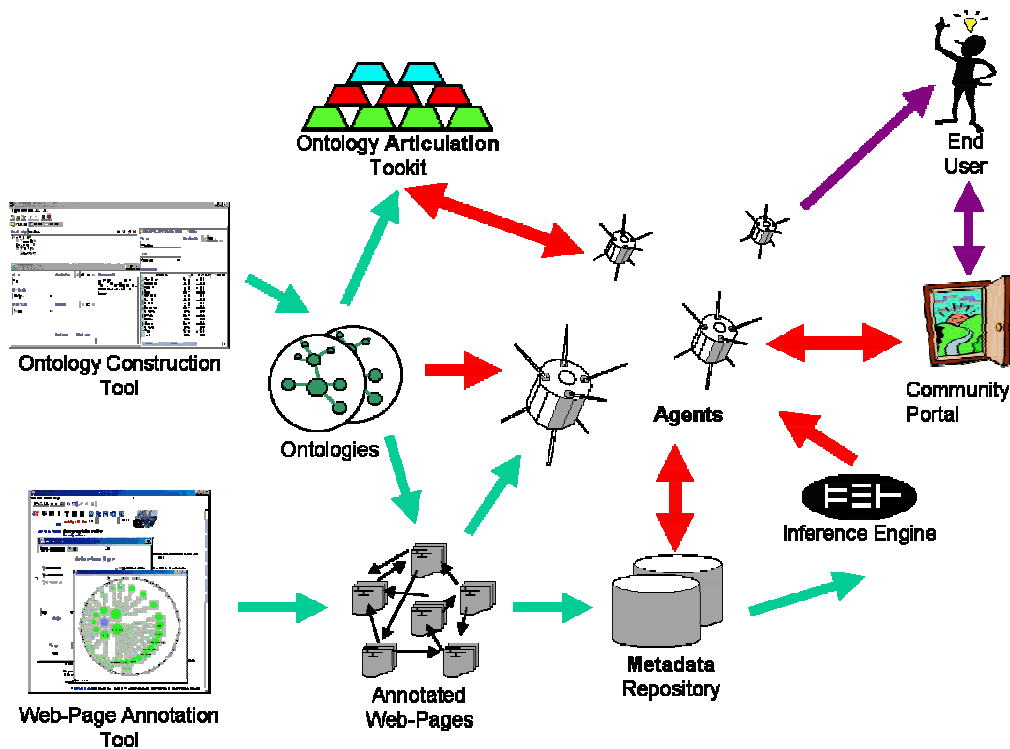 Ontology Articulation
Tookit
End
User
Ontology Construction
Tool
Ontologies
Agents
Community
Portal
Inference Engine
Metadada
Repository
Annotated
Web-Pages
Web-Page Annotation
Tool